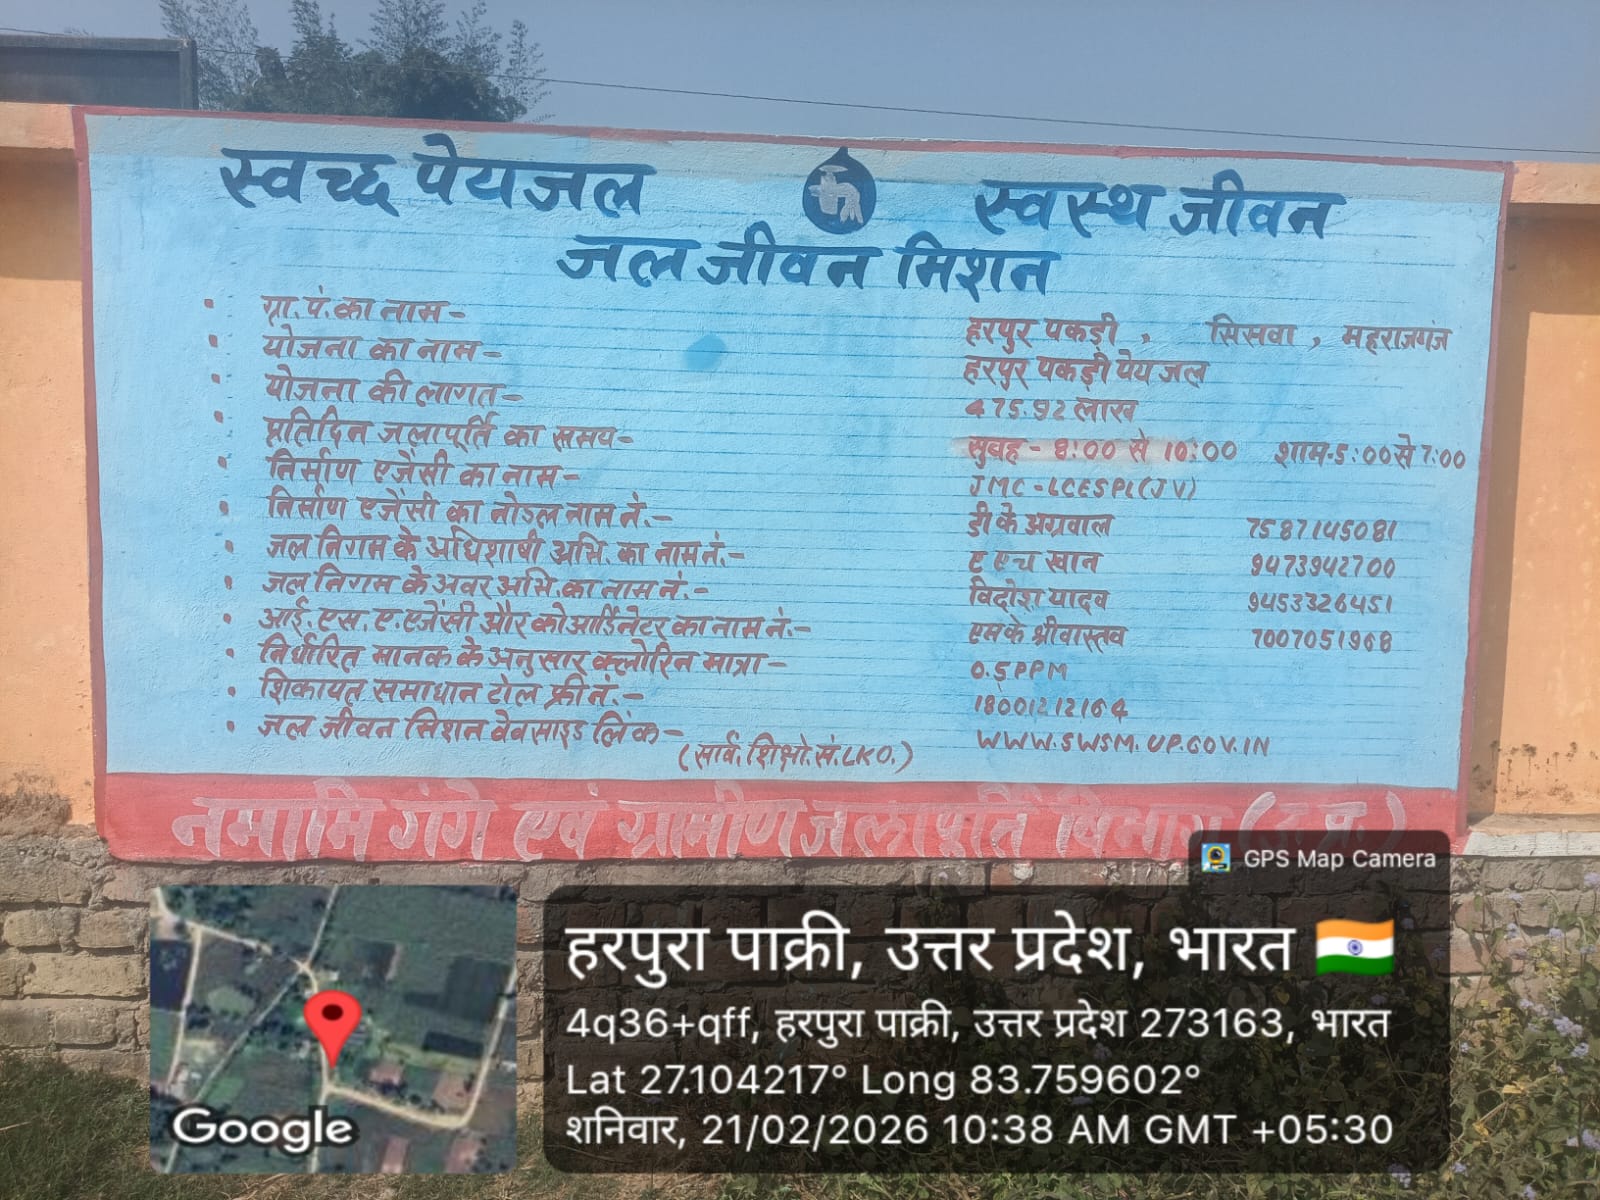 स्वच्छ पेयजल स्वस्थ जीवन
जल जीवन मिशन
ग्रा.पं.का नाम- हरपुर पकड़ी , सिसवा , महराजगंज
योजना का नाम- हरपुर पकड़ी पेयजल
योजना की लागत- 475.92 लाख
प्रतिदिन जलापूर्ति का समय- सुबह - 8:00 से 10:00 शाम-5:00 से 7:00
निर्माण एजेंसी का नाम- JMC-LCESPL(JV)
निर्माण एजेंसी का नोडल नाम नं.- डी के अग्रवाल 7587145081
जल निगम के अधिशाषी अभि. का नाम नं.- ए एच खान 9473942700
जल निगम के अवर अभि.का नाम नं.- विदोश यादव 9453326451
आई.एस.ए.एजेंसी और कोआर्डिनेटर का नाम नं.- एम के श्रीवास्तव 7007051968
निर्धारित मानक के अनुसार क्लोरिन मात्रा- 0.5PPM
शिकायत समाधान टोल फ्री नं.- 18001212164
जल जीवन मिशन वेबसाइड लिंक- WWW.SWSM.UP.GOV.IN
(सार्व.शिक्षो.सं.LKO.)
नमामि गंगे एवं ग्रामीण जलापूर्ति विभाग (उ.प्र.)
GPS Map Camera
हरपुरा पाक्री, उत्तर प्रदेश, भारत
4q36+qff, हरपुरा पाक्री, उत्तर प्रदेश 273163, भारत
Lat 27.104217° Long 83.759602°
शनिवार, 21/02/2026 10:38 AM GMT +05:30
Google